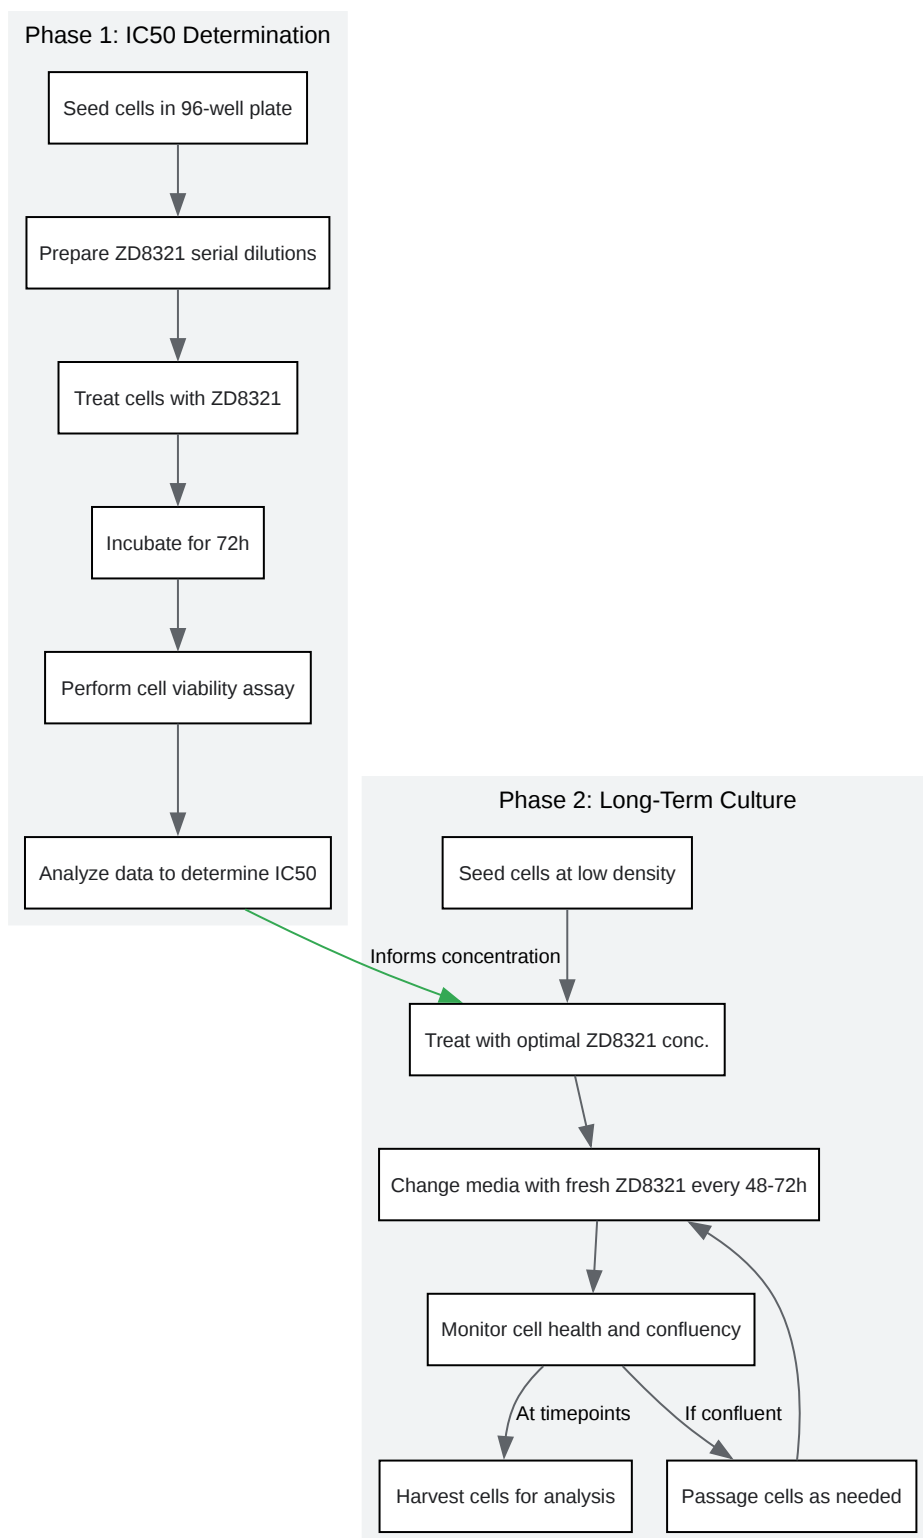 Phase 1: IC50 Determination
Seed cells in 96-well plate
Prepare ZD8321 serial dilutions
Treat cells with ZD8321
Incubate for 72h
Perform cell viability assay
Analyze data to determine IC50
Phase 2: Long-Term Culture
Seed cells at low density
Informs concentration
Treat with optimal ZD8321 conc.
Change media with fresh ZD8321 every 48-72h
Monitor cell health and confluency
At timepoints
If confluent
Harvest cells for analysis
Passage cells as needed